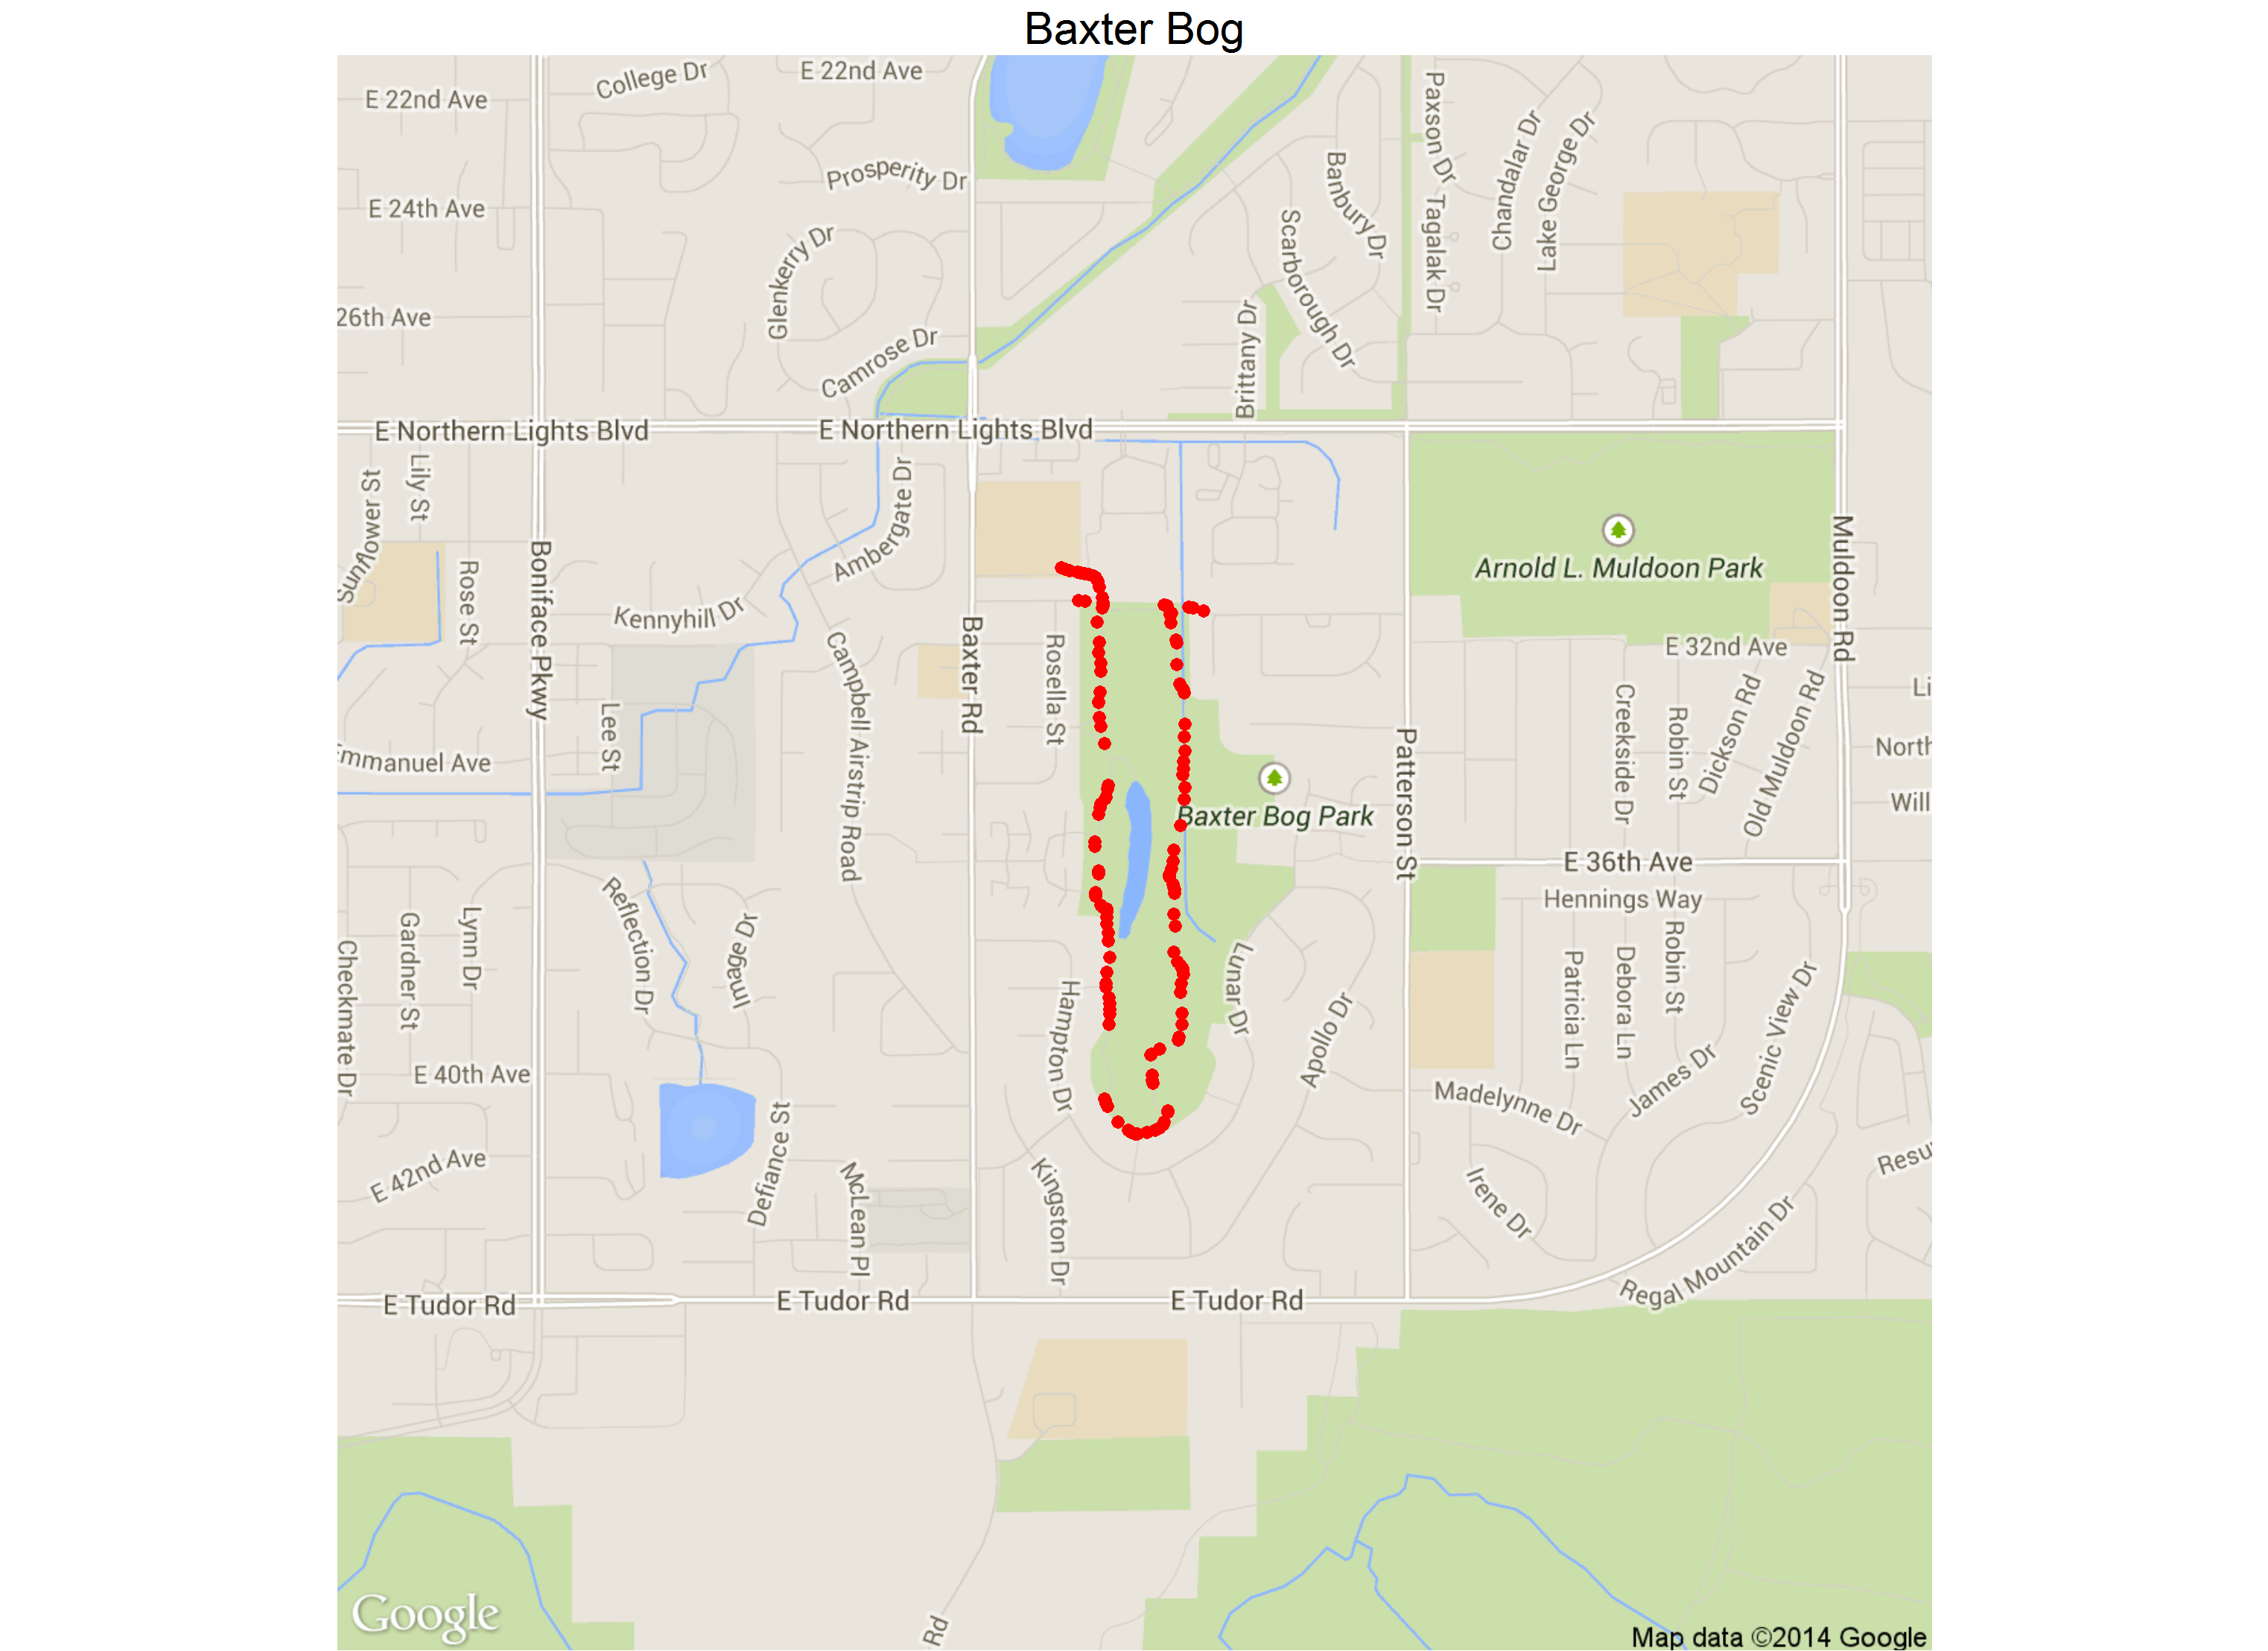 Baxter Bog
College Dr
E 22nd Ave
E 22nd Ave
Paxson Dr
Chandalar Dr
Lake George Dr
Prosperity Dr
Banbury Dr
E 24th Ave
Tagalak Dr
Scarborough Dr
Glenkerry Dr
26th Ave
Brittany Dr
Camrose Dr
E Northern Lights Blvd
E Northern Lights Blvd
Sunflower St
Lily St
Ambergate Dr
Muldoon Rd
Arnold L. Muldoon Park
Rose St
Boniface Pkwy
Kennyhill Dr
Baxter Rd
Rosella St
Campbell Airstrip Road
E 32nd Ave
Creekside Dr
Robin St
Dickson Rd
Old Muldoon Rd
Li
Lee St
Patterson St
North
Emmanuel Ave
Will
Baxter Bog Park
E 36th Ave
Hennings Way
Reflection Dr
Image Dr
Gardner St
Lynn Dr
Checkmate Dr
Lunar Dr
Hampton Dr
Apollo Dr
Patricia Ln
Debora Ln
Robin St
Scenic View Dr
E 40th Ave
James Dr
Madelynne Dr
Defiance St
E 42nd Ave
McLean Pl
Kingston Dr
Irene Dr
Resu
Regal Mountain Dr
E Tudor Rd
E Tudor Rd
E Tudor Rd
Rd
Google
Map data ©2014 Google